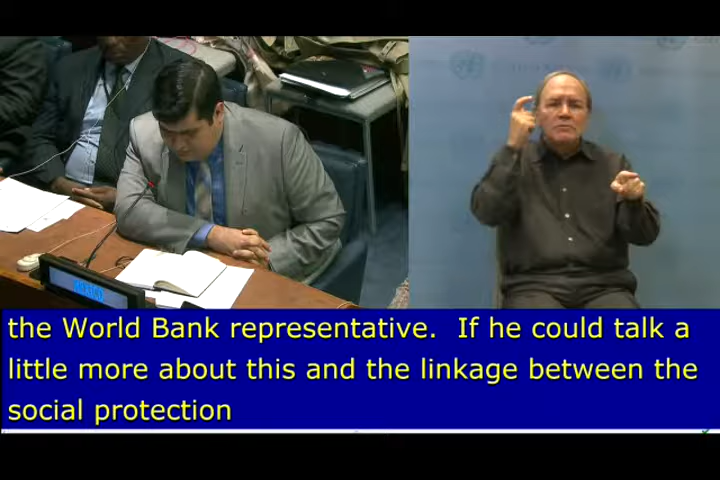 the World Bank representative.  If he could talk a
little more about this and the linkage between the
social protection